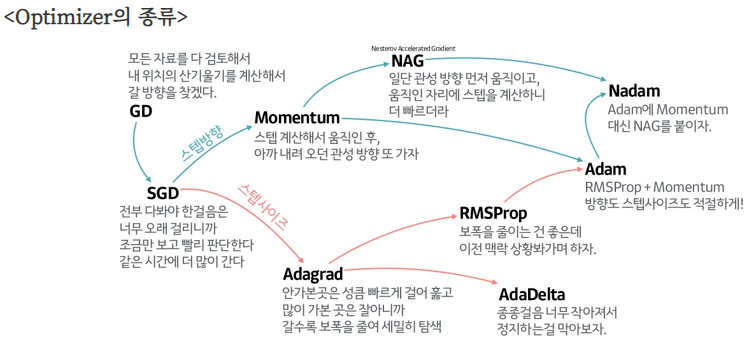 <Optimizer의 종류>
모든 자료를 다 검토해서
내 위치의 산기울기를 계산해서
갈 방향을 찾겠다.
GD
스텝방향
Nesterov Accelerated Gradient
NAG
일단 관성 방향 먼저 움직이고,
움직인 자리에 스텝을 계산하니
더 빠르더라
Nadam
Adam에 Momentum
대신 NAG를 붙이자.
Momentum
스텝 계산해서 움직인 후,
아까 내려 오던 관성 방향 또 가자
Adam
RMSProp + Momentum
방향도 스텝사이즈도 적절하게!
SGD
전부 다봐야 한걸음은
너무 오래 걸리니까
조금만 보고 빨리 판단한다
같은 시간에 더 많이 간다
스텝사이즈
RMSProp
보폭을 줄이는 건 좋은데
이전 맥락 상황봐가며 하자.
Adagrad
안가본곳은 성큼 빠르게 걸어 훓고
많이 가본 곳은 잘아니까
갈수록 보폭을 줄여 세밀히 탐색
AdaDelta
종종걸음 너무 작아져서
정지하는걸 막아보자.